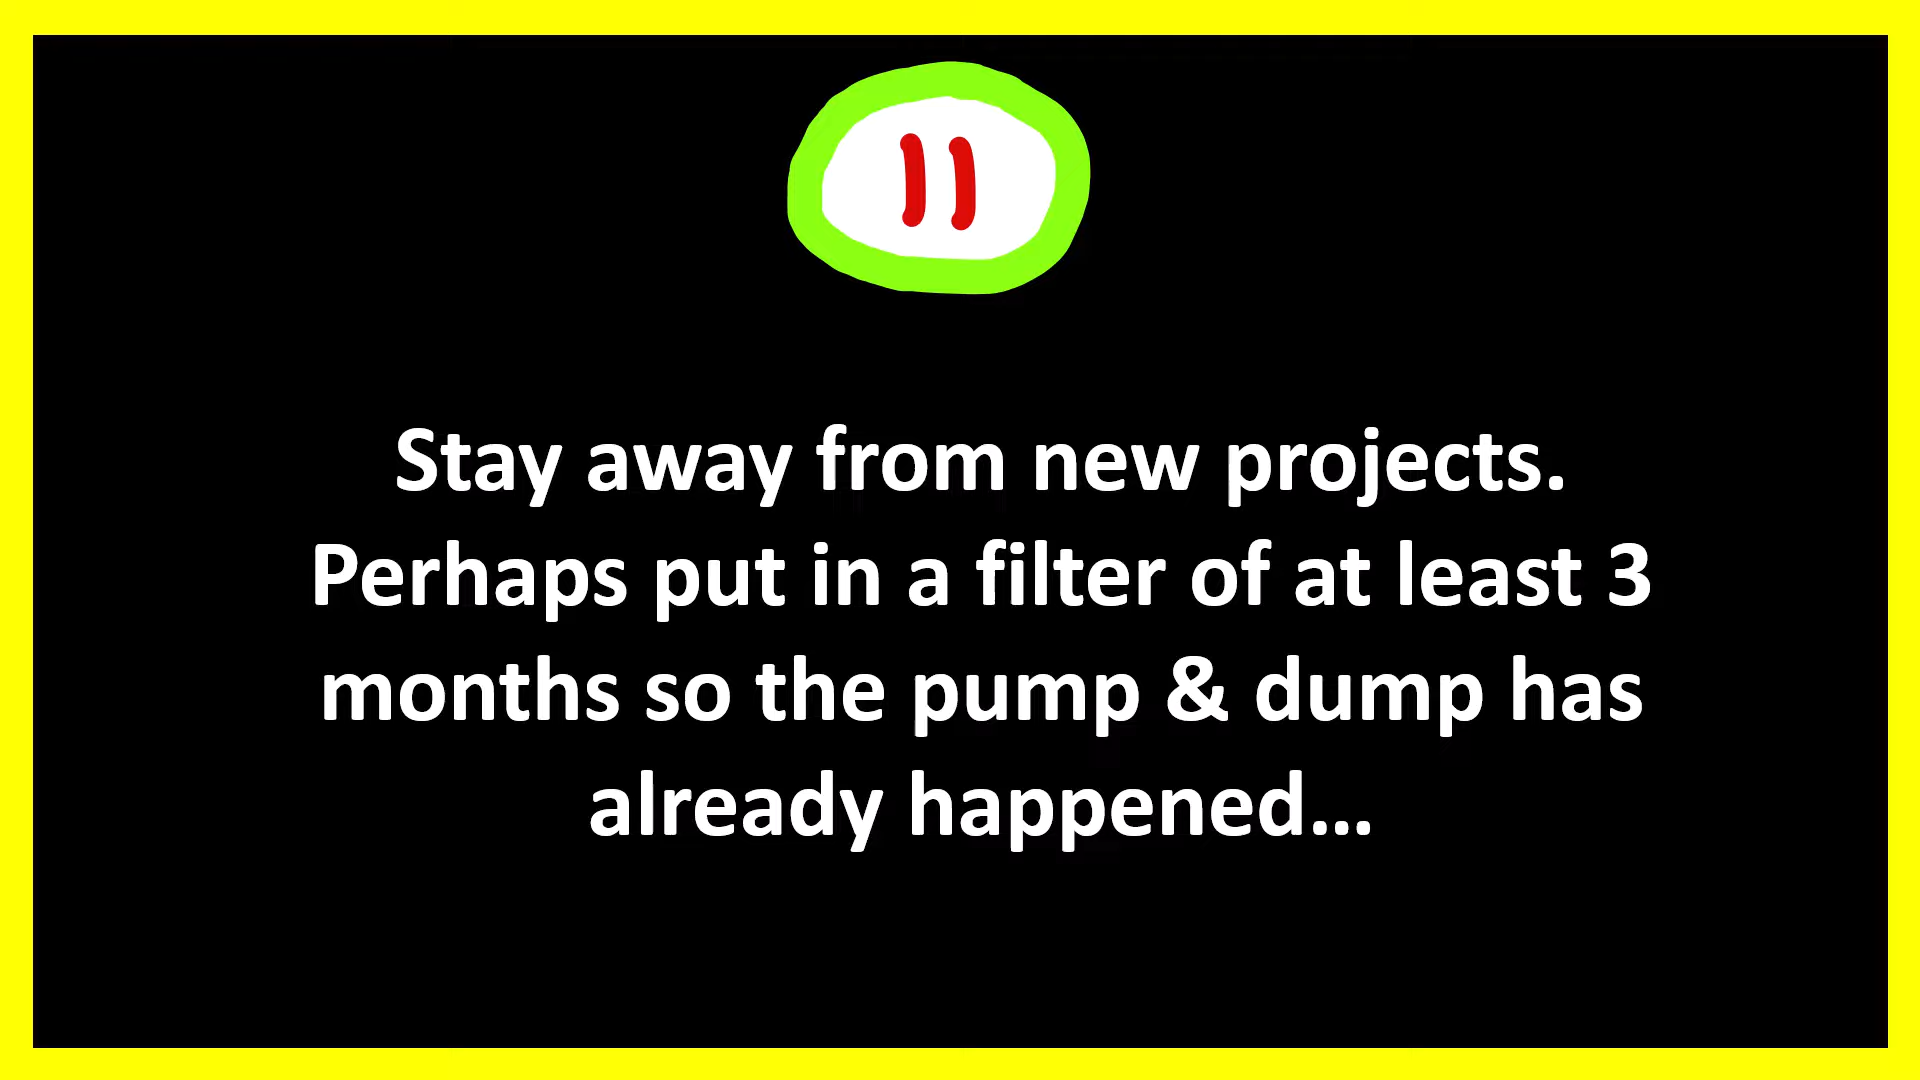 11
Stay away from new projects.
Perhaps put in a filter of at least 3
months so the pump & dump has
already happened...